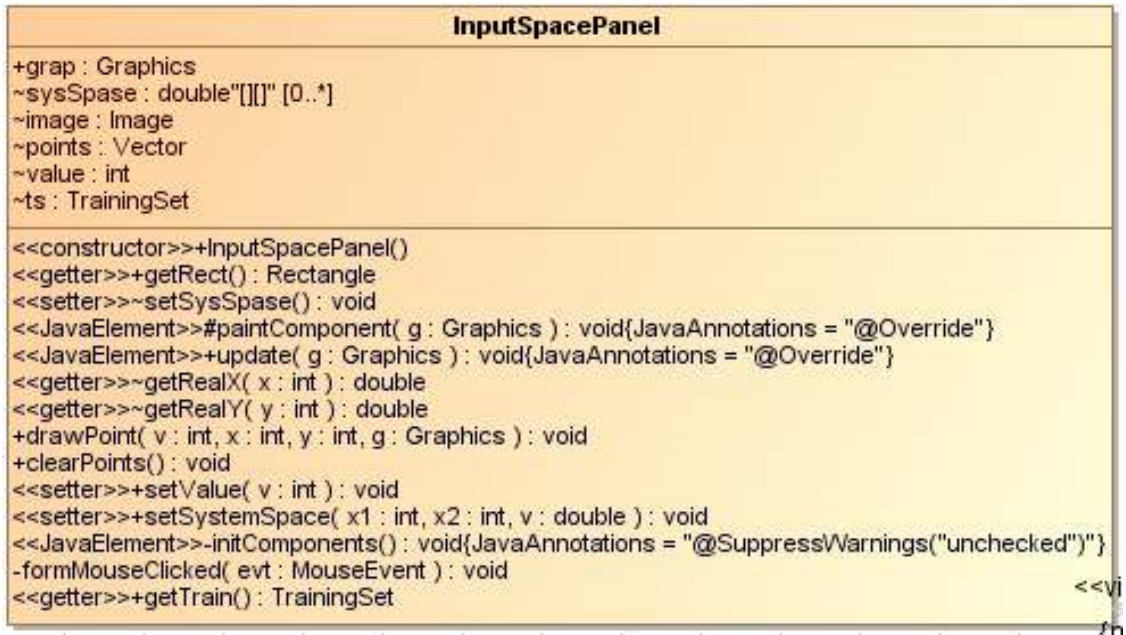 InputSpacePanel
+grap : Graphics
~sysSpase : double"[][]" [0..*]
~image : Image
~points : Vector
~value : int
~ts : TrainingSet
<<constructor>>+InputSpacePanel()
<<getter>>+getRect() : Rectangle
<<setter>>~setSysSpase() : void
<<JavaElement>>#paintComponent( g : Graphics ) : void{JavaAnnotations = "@Override"}
<<JavaElement>>+update( g : Graphics ) : void{JavaAnnotations = "@Override"}
<<getter>>~getRealX( x : int ) : double
<<getter>>~getRealY( y : int ) : double
+drawPoint( v : int, x : int, y : int, g : Graphics ) : void
+clearPoints() : void
<<setter>>+setValue( v : int ) : void
<<setter>>+setSystemSpace( x1 : int, x2 : int, v : double ) : void
<<JavaElement>>-initComponents() : void{JavaAnnotations = "@SuppressWarnings("unchecked")"}
-formMouseClicked( evt : MouseEvent ) : void
<<getter>>+getTrain() : TrainingSet